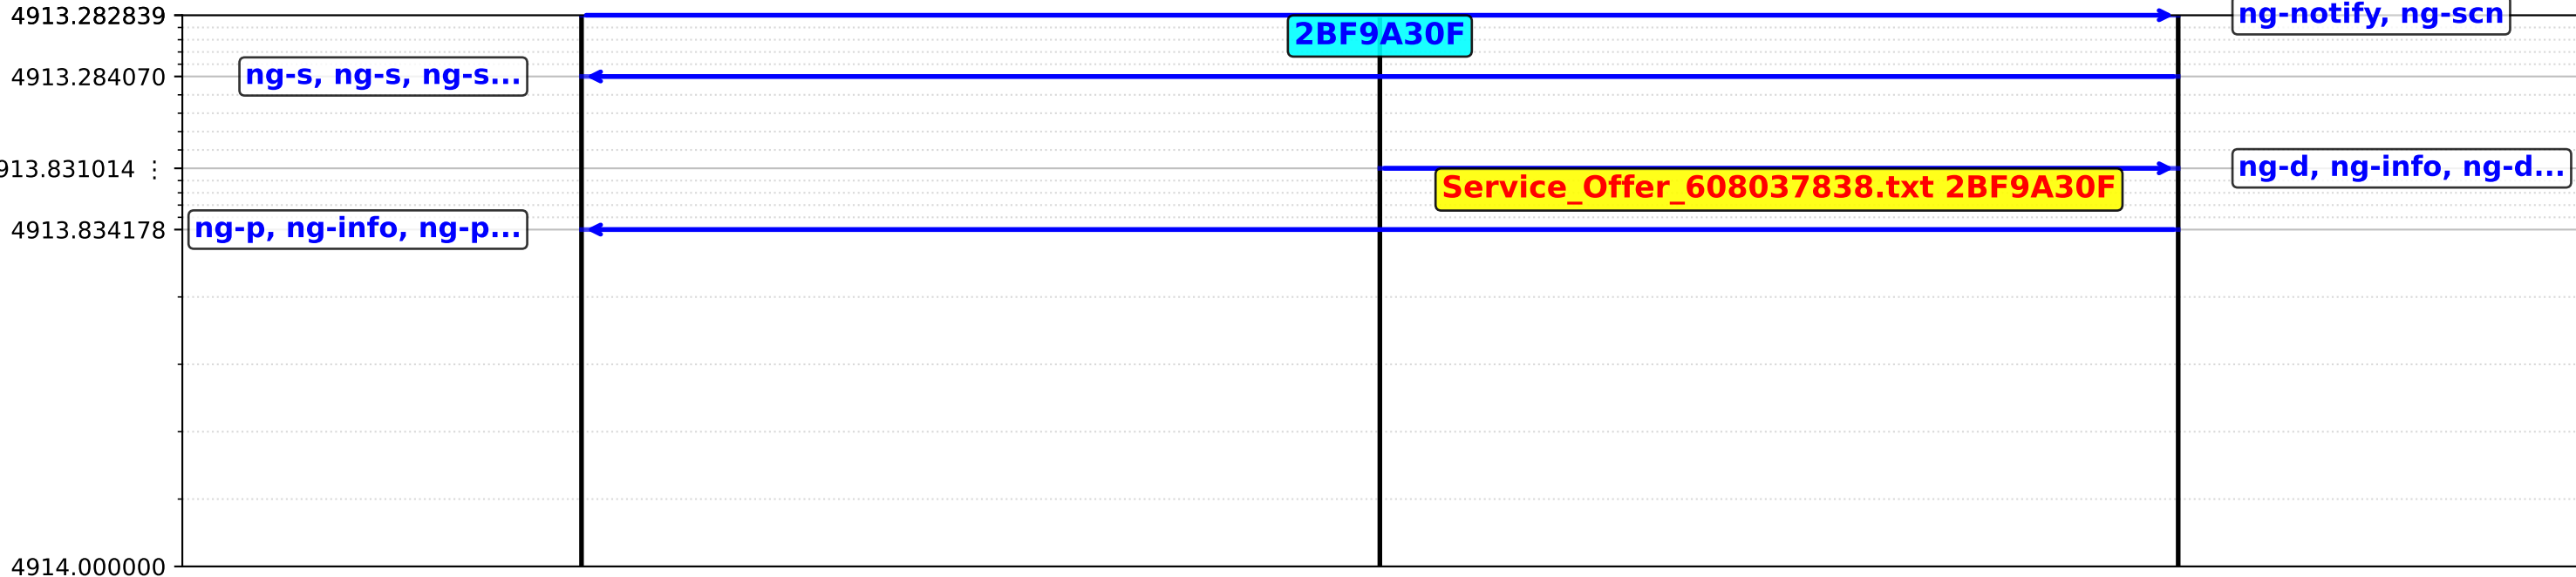 4913.282839
ng-notify, ng-scn
2BF9A30F
4913.284070
ng-s, ng-s, ng-s...
913.831014 ⋮
ng-d, ng-info, ng-d...
Service_Offer_608037838.txt 2BF9A30F
4913.834178
ng-p, ng-info, ng-p...
4914.000000